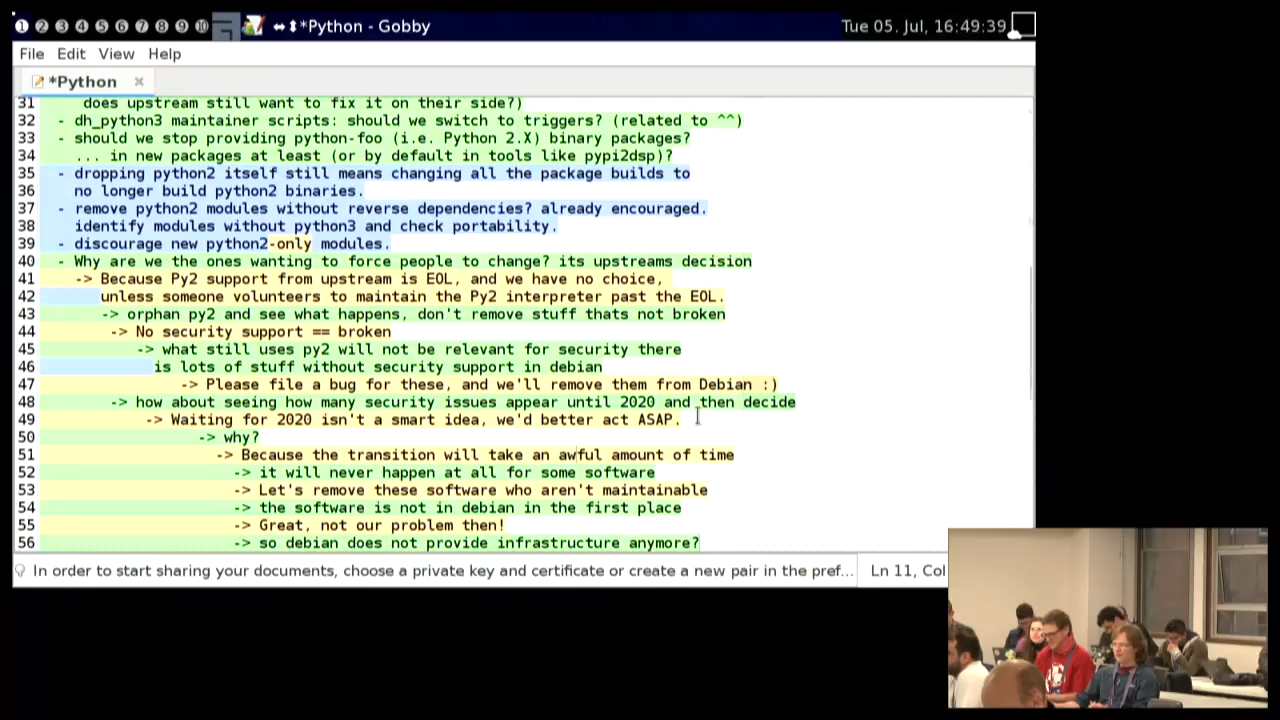 1 2 3 4 5 6 7 8 9 10 *Python - Gobby Tue 05. Jul, 16:49:39
File Edit View Help
*Python
31 does upstream still want to fix it on their side?)
32 - dh_python3 maintainer scripts: should we switch to triggers? (related to ^^)
33 - should we stop providing python-foo (i.e. Python 2.X) binary packages?
34 ... in new packages at least (or by default in tools like pypi2dsp)?
35 - dropping python2 itself still means changing all the package builds to
36 no longer build python2 binaries.
37 - remove python2 modules without reverse dependencies? already encouraged.
38 identify modules without python3 and check portability.
39 - discourage new python2-only modules.
40 - Why are we the ones wanting to force people to change? its upstreams decision
41 -> Because Py2 support from upstream is EOL, and we have no choice,
42 unless someone volunteers to maintain the Py2 interpreter past the EOL.
43 -> orphan py2 and see what happens, don't remove stuff thats not broken
44 -> No security support == broken
45 -> what still uses py2 will not be relevant for security there
46 is lots of stuff without security support in debian
47 -> Please file a bug for these, and we'll remove them from Debian :)
48 -> how about seeing how many security issues appear until 2020 and then decide
49 -> Waiting for 2020 isn't a smart idea, we'd better act ASAP.
50 -> why?
51 -> Because the transition will take an awful amount of time
52 -> it will never happen at all for some software
53 -> Let's remove these software who aren't maintainable
54 -> the software is not in debian in the first place
55 -> Great, not our problem then!
56 -> so debian does not provide infrastructure anymore?
In order to start sharing your documents, choose a private key and certificate or create a new pair in the pref... Ln 11, Col